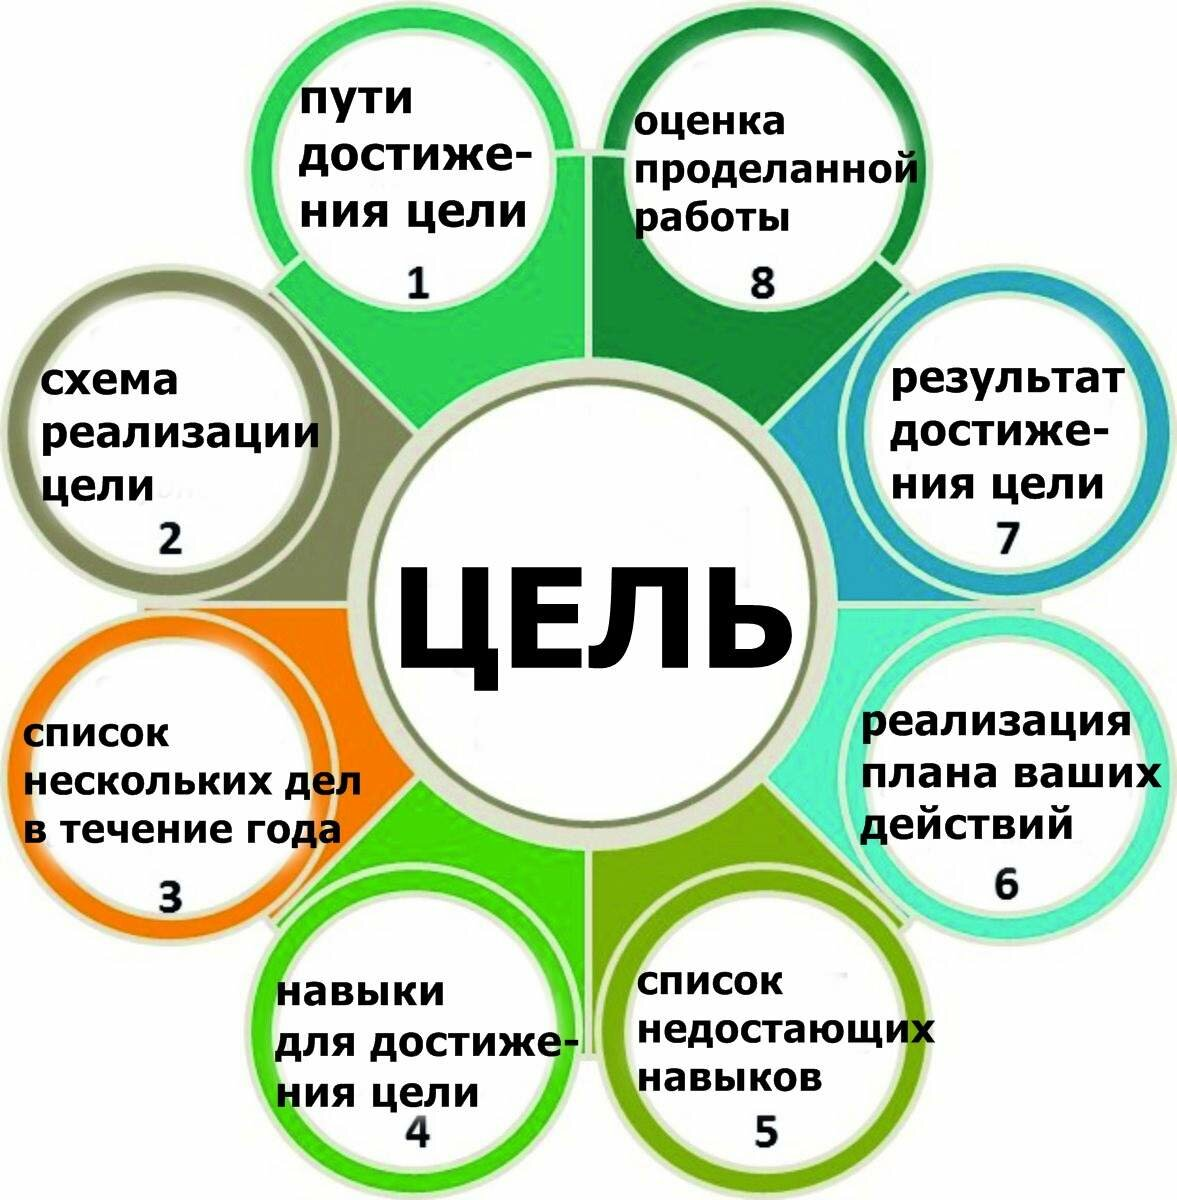 пути
достиже-
ния цели
1
оценка
проделанной
работы
8
схема
реализации
цели
2
результат
достиже-
ния цели
7
ЦЕЛЬ
список
нескольких дел
в течение года
3
реализация
плана ваших
действий
6
навыки
для достиже-
ния цели
4
список
недостающих
навыков
5